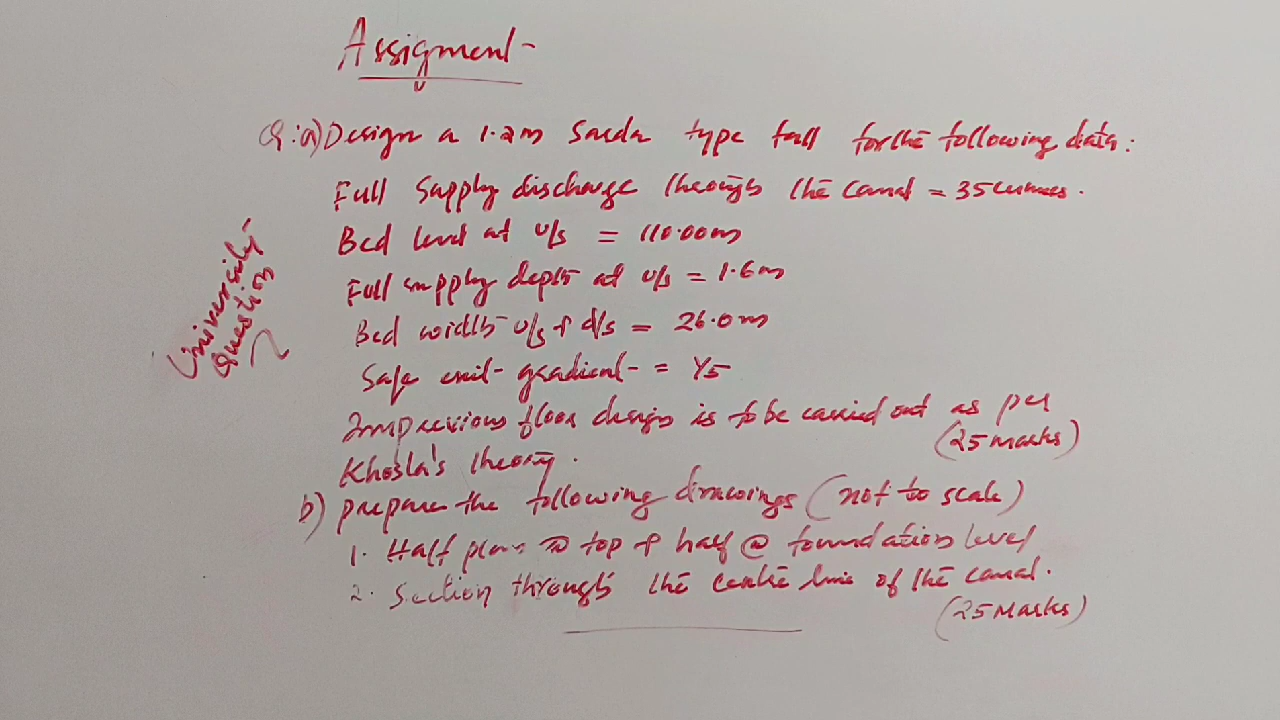 Assigment-
Q:a) Design a 1.2m Sarda type fall for the following data:
Full Supply discharge through the canal = 35 cumecs.
Bed level at u/s = 110.00m
Full supply depth at u/s = 1.6m
Bed width u/s & d/s = 26.0m
Safe exit- gradient- = 1/5
Impervious floor design is to be carried out as per
(25 marks)
Khosla's theory.
b) prepare the following drawings (not to scale)
1. Half plan @ top & half @ foundation level
2. Section through the centre line of the canal.
(25 Marks)
University
Question